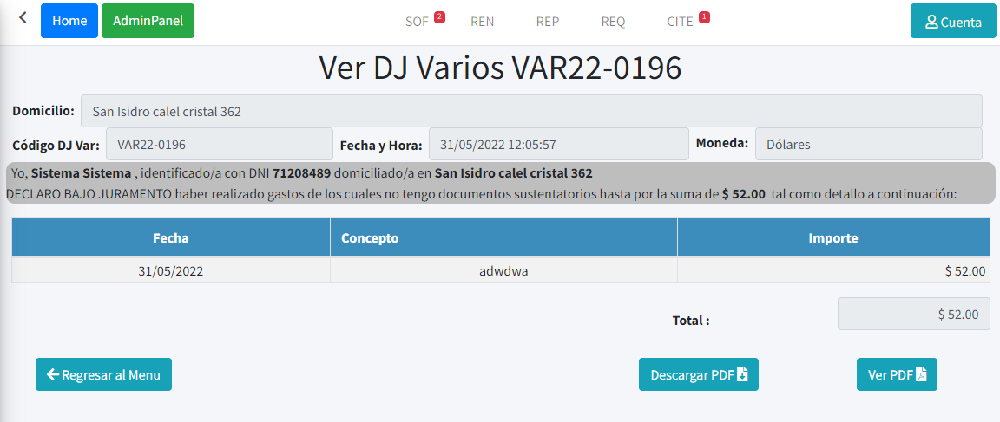 Home AdminPanel SOF 2 REN REP REQ CITE 1 Cuenta
Ver DJ Varios VAR22-0196
Domicilio: San Isidro calel cristal 362
Código DJ Var: VAR22-0196 Fecha y Hora: 31/05/2022 12:05:57 Moneda: Dólares
Yo, Sistema Sistema , identificado/a con DNI 71208489 domiciliado/a en San Isidro calel cristal 362
DECLARO BAJO JURAMENTO haber realizado gastos de los cuales no tengo documentos sustentatorios hasta por la suma de $ 52.00 tal como detallo a continuación:
Fecha Concepto Importe
31/05/2022 adwdwa $ 52.00
Total : $ 52.00
Regresar al Menu Descargar PDF Ver PDF